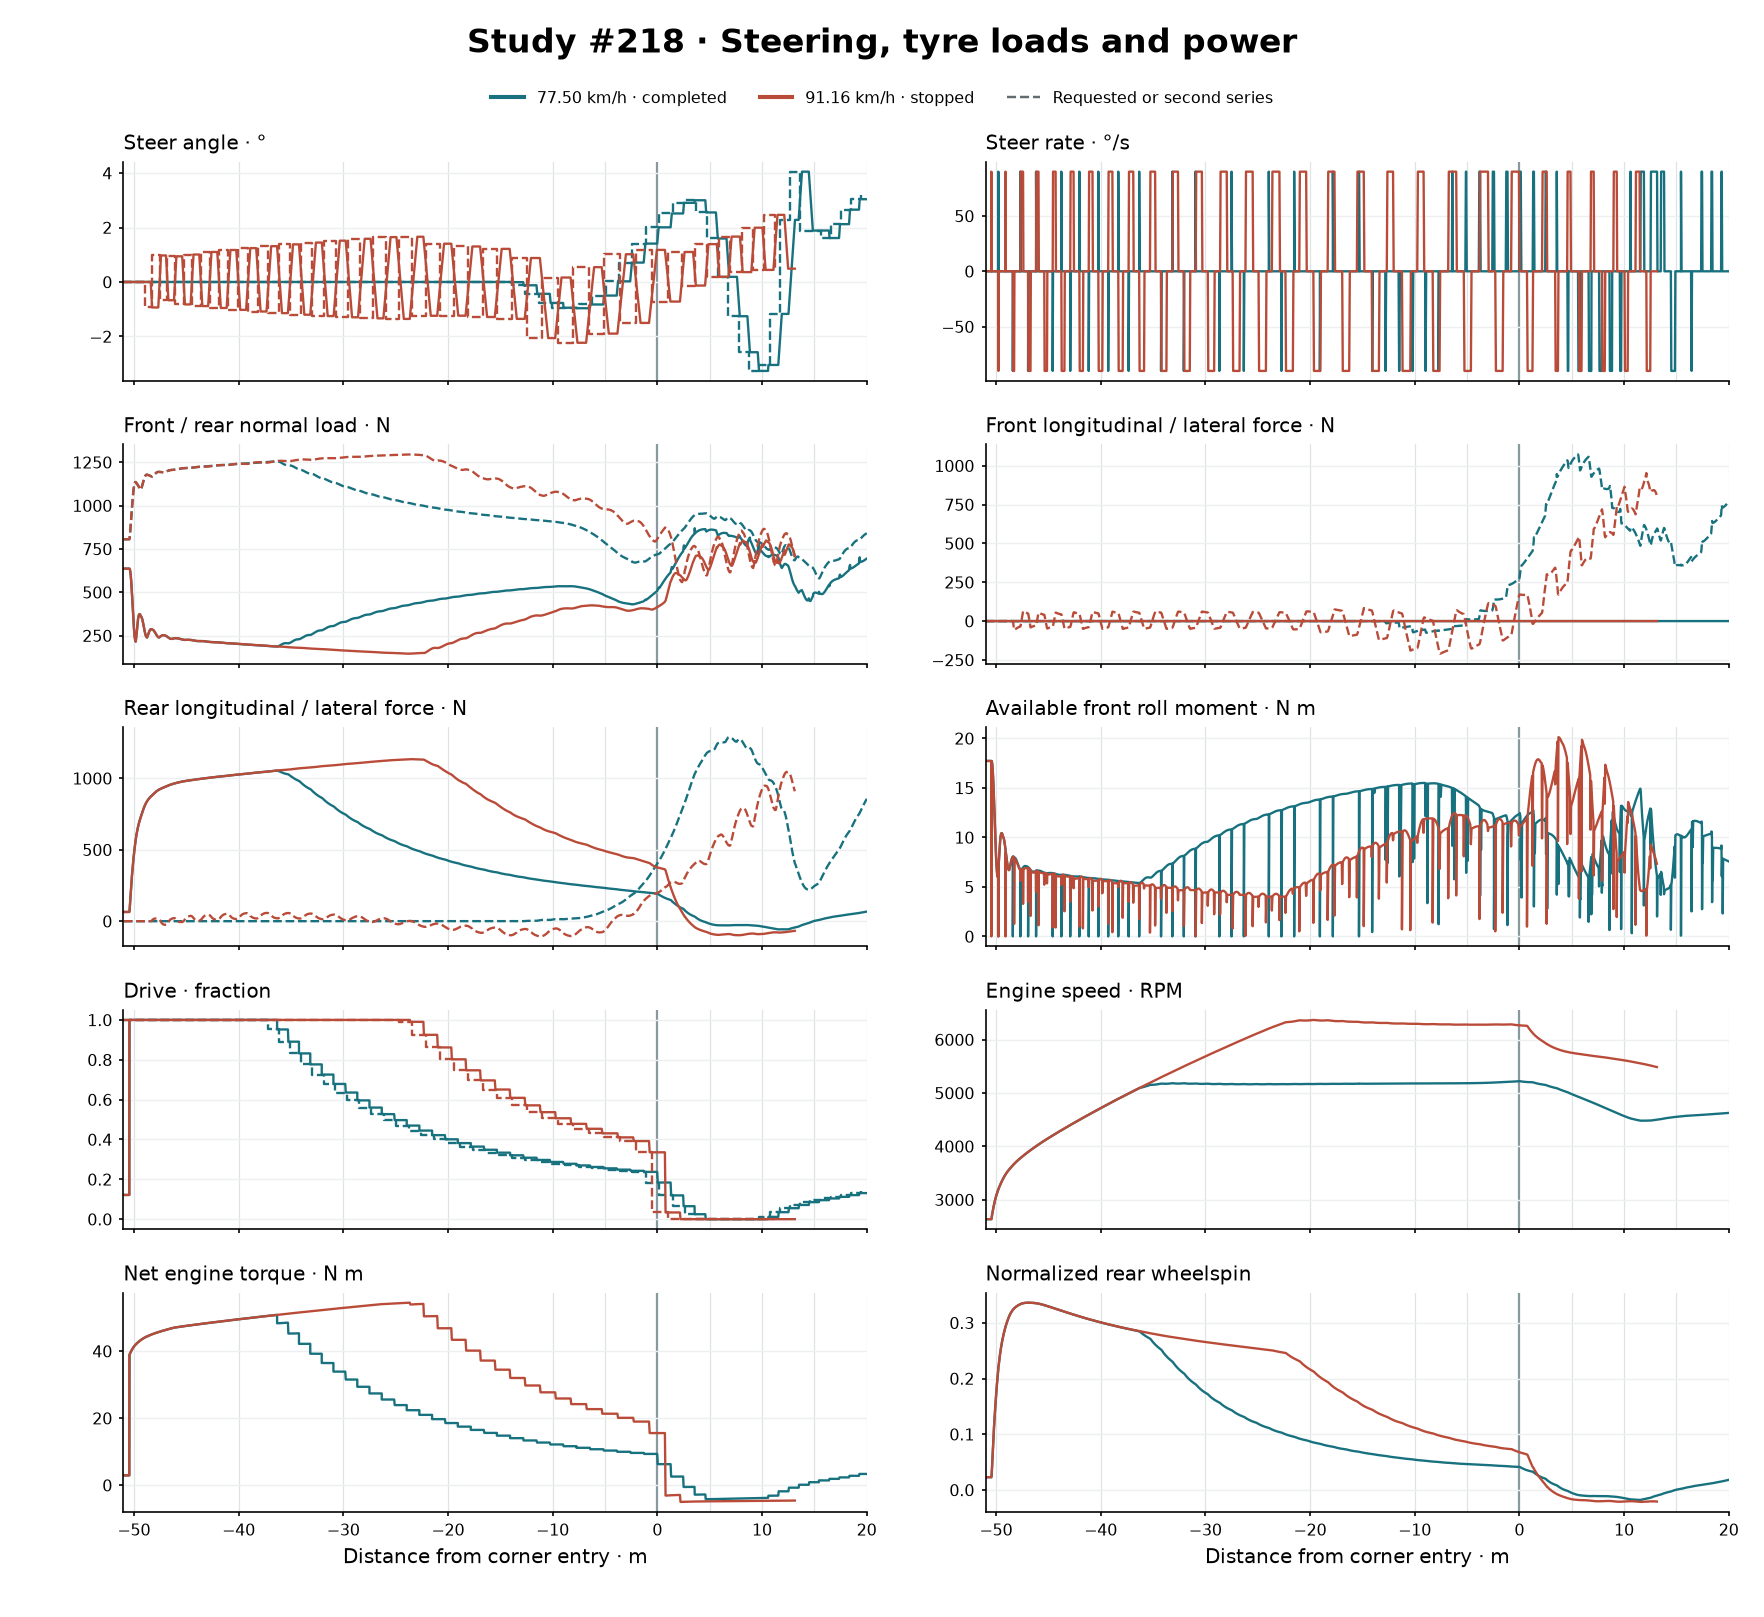 Study #218 · Steering, tyre loads and power
77.50 km/h · completed
91.16 km/h · stopped
Requested or second series
Steer angle · °
4
2
0
−2
Steer rate · °/s
50
0
−50
Front / rear normal load · N
1250
1000
750
500
250
Front longitudinal / lateral force · N
1000
750
500
250
0
−250
Rear longitudinal / lateral force · N
1000
500
0
Available front roll moment · N m
20
15
10
5
0
Drive · fraction
1.0
0.8
0.6
0.4
0.2
0.0
Engine speed · RPM
6000
5000
4000
3000
Net engine torque · N m
40
20
0
−50 −40 −30 −20 −10 0 10 20
Distance from corner entry · m
Normalized rear wheelspin
0.3
0.2
0.1
0.0
−50 −40 −30 −20 −10 0 10 20
Distance from corner entry · m